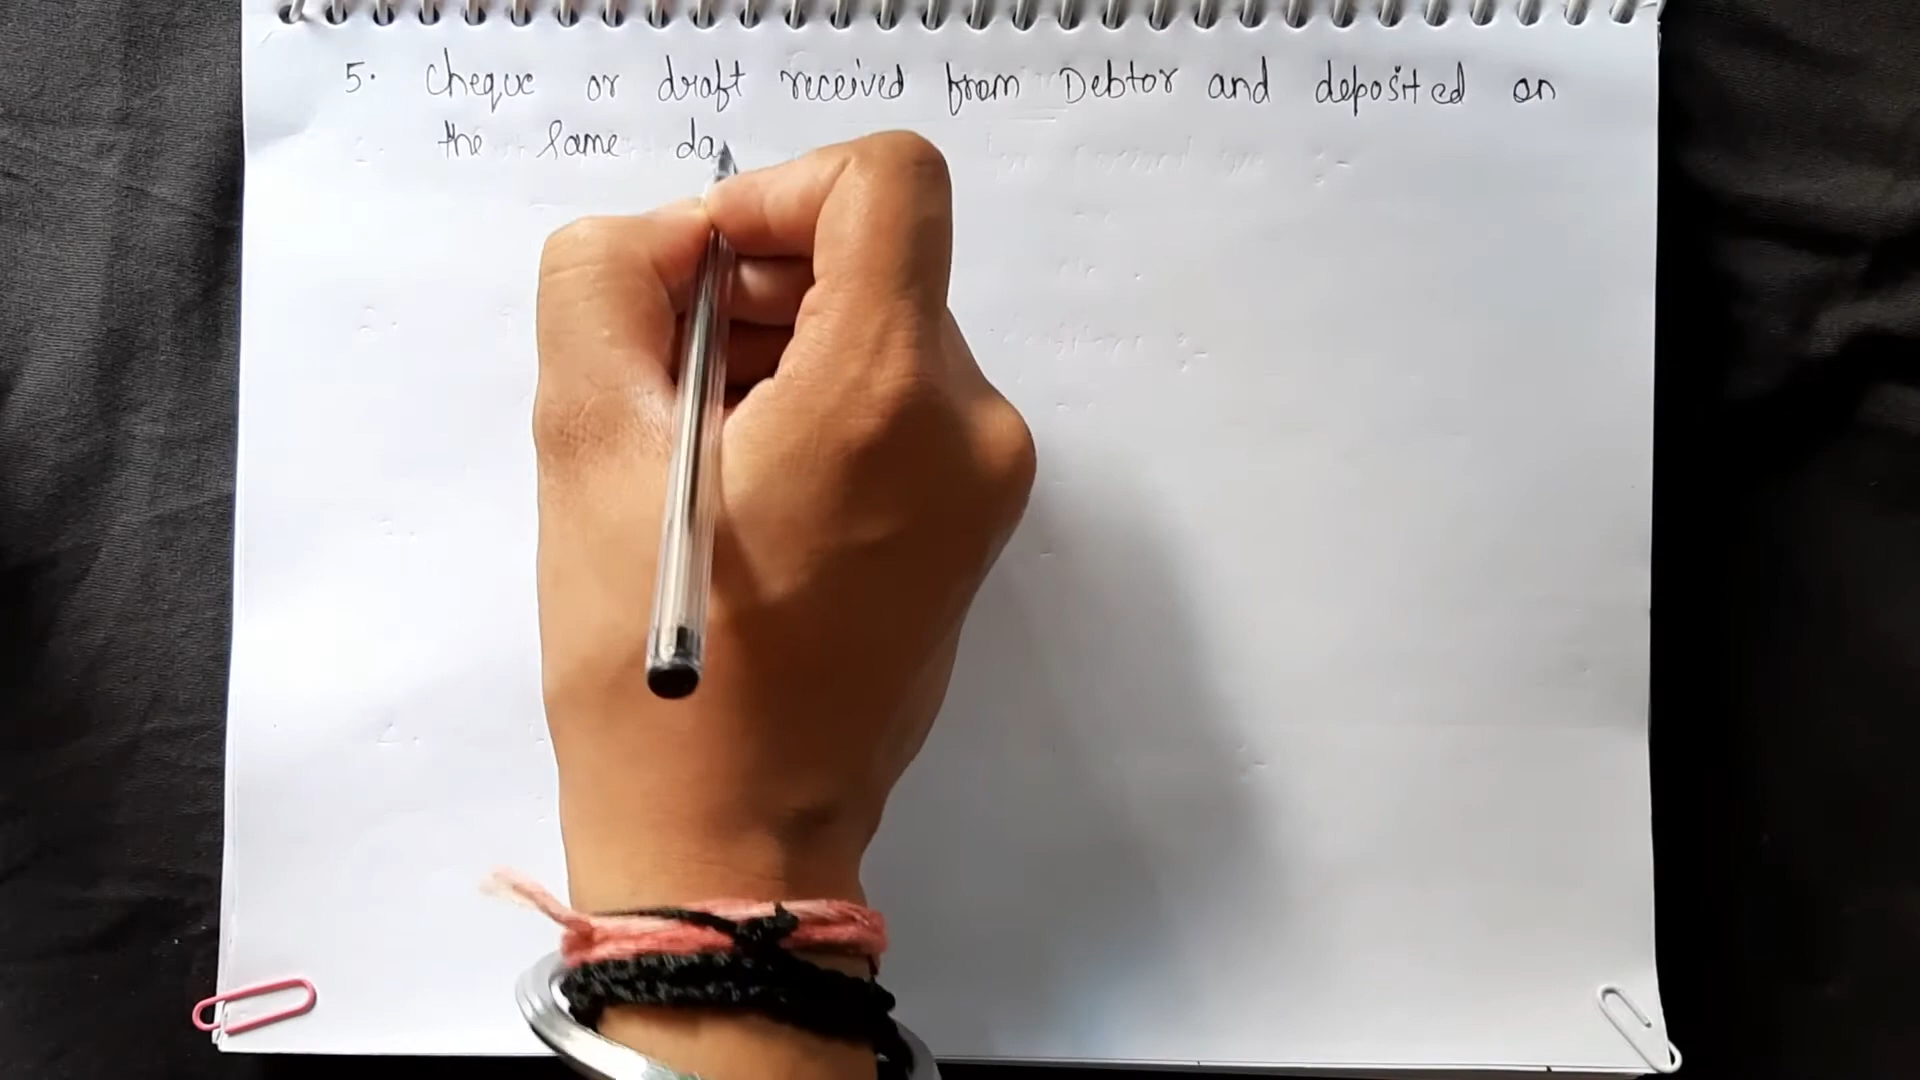 5. Cheque or draft received from Debtor and deposited on
the same da